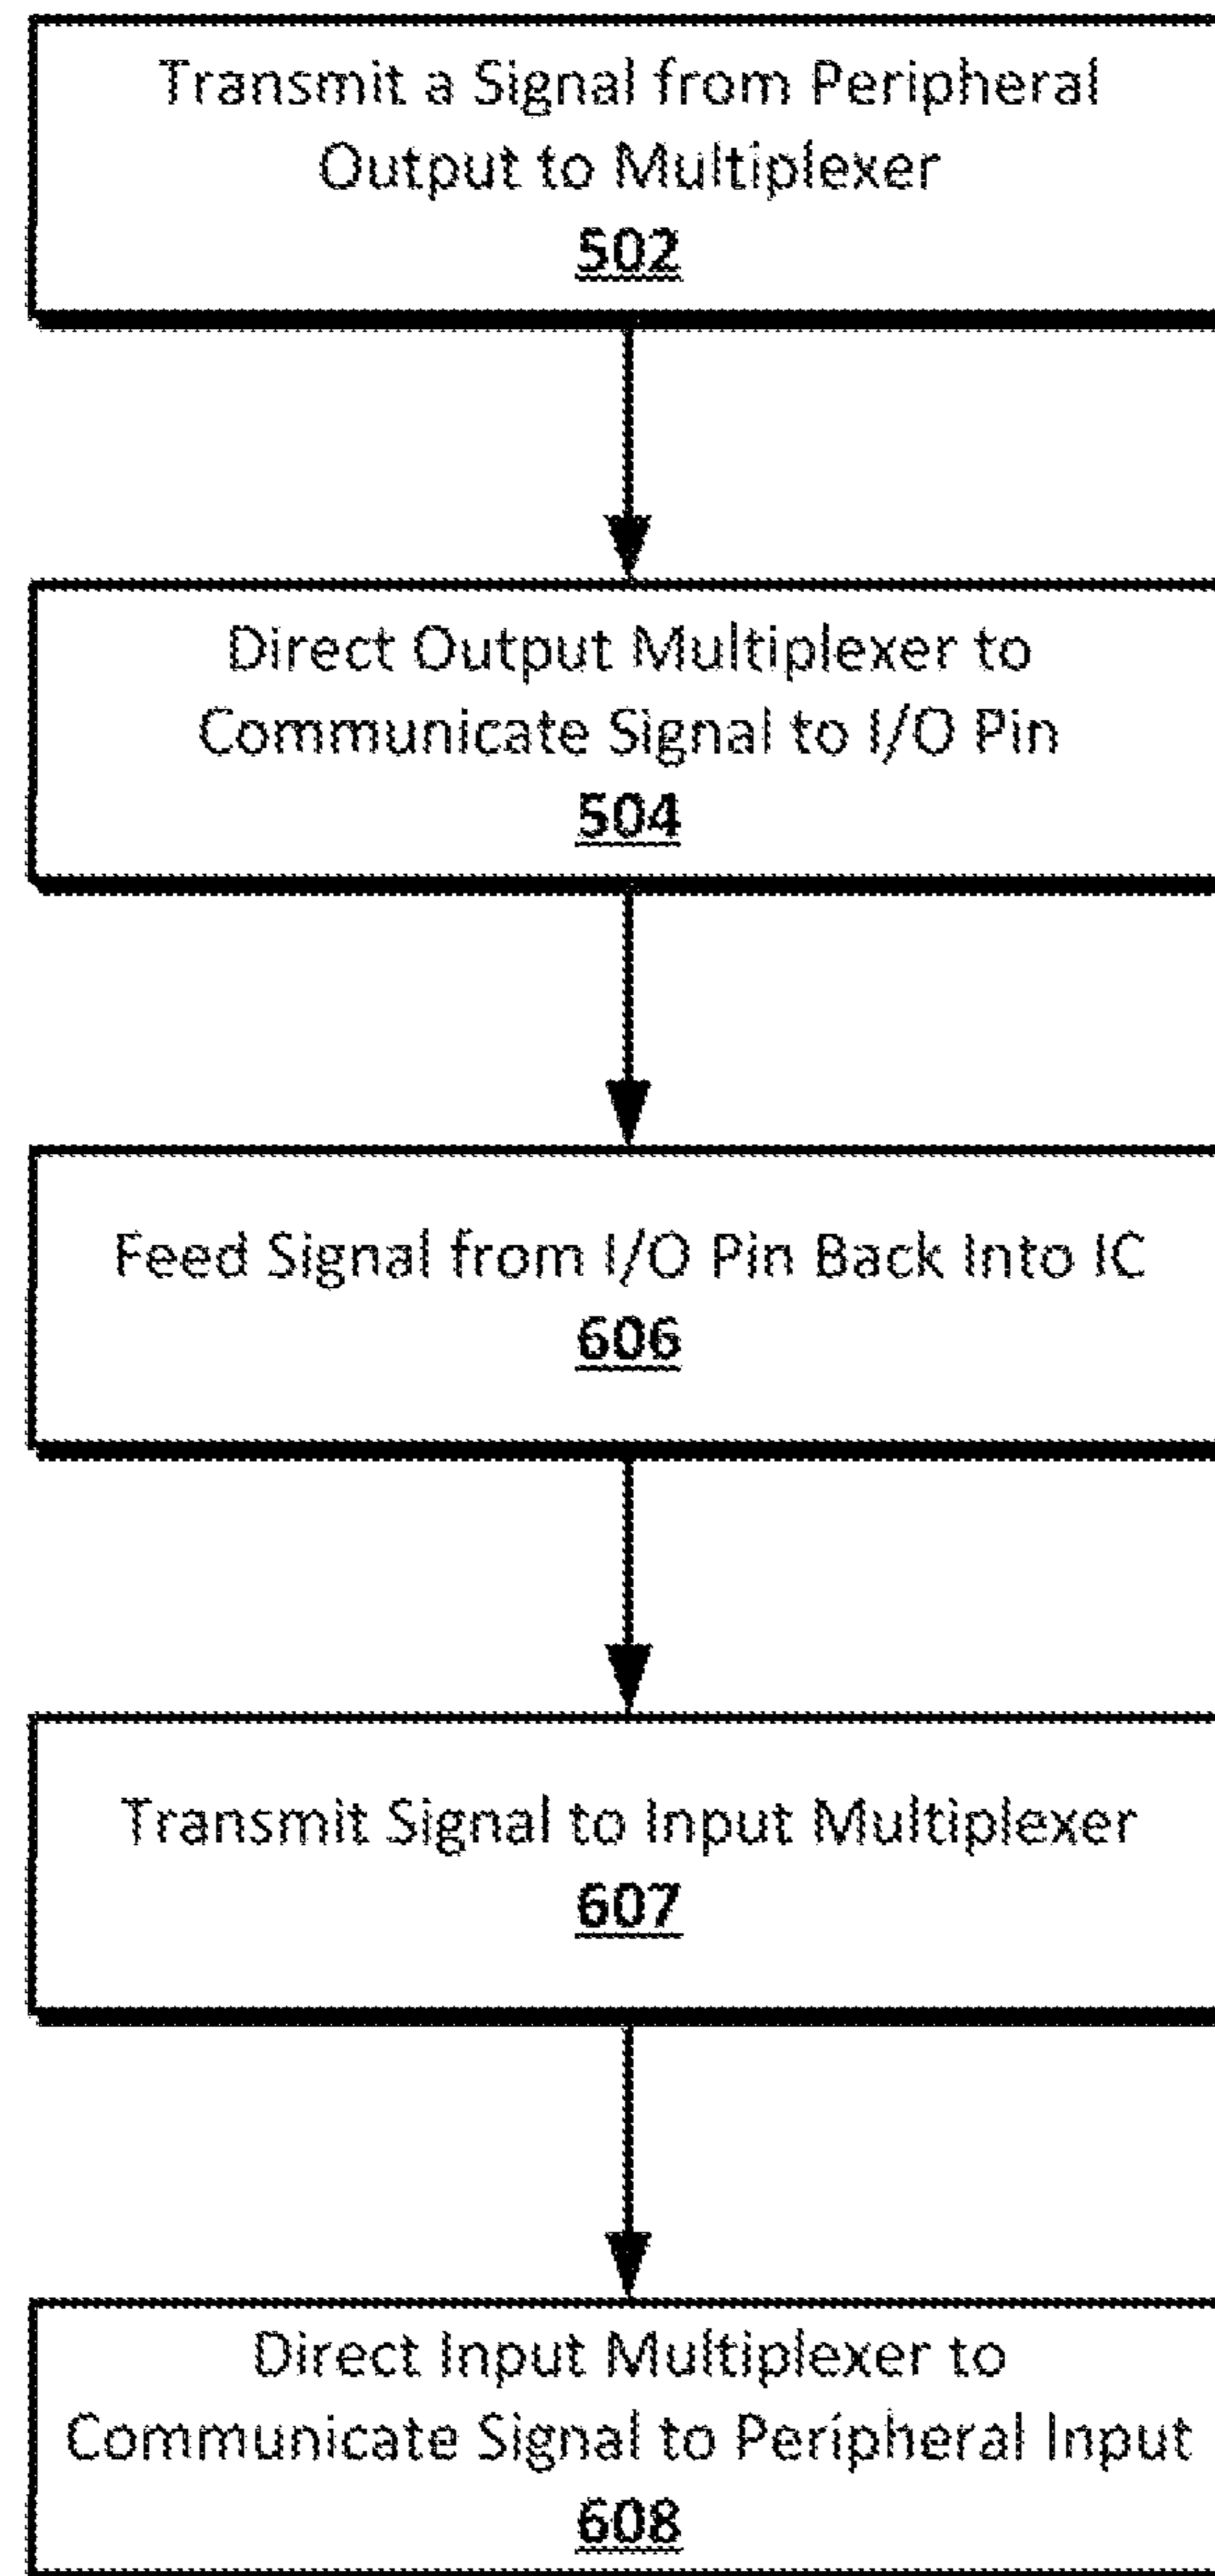 Transmit a Signal from Peripheral
Output to Multiplexer
502
Direct Output Multiplexer to
Communicate Signal to I/O Pin
504
Feed Signal from I/O Pin Back Into IC
606
Transmit Signal to Input Multiplexer
607
Direct Input Multiplexer to
Communicate Signal to Peripheral Input
608